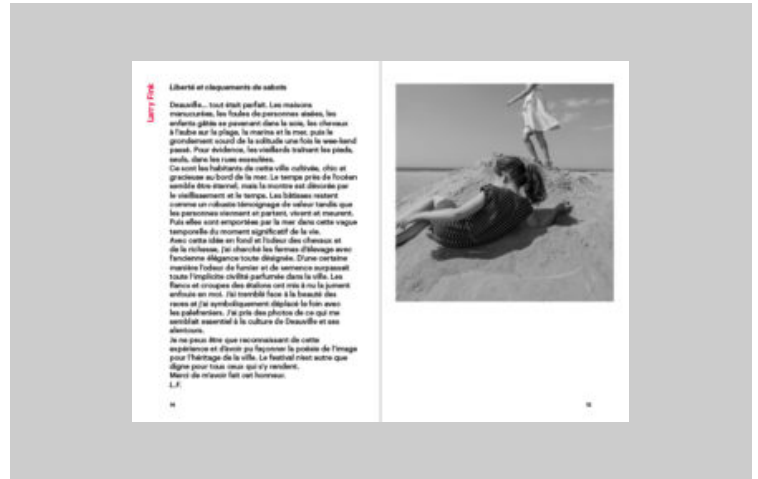 Larry Fink
Liberté et claquements de sabots
Deauville... tout était parfait. Les maisons
manucurées, les foules de personnes aisées, les
enfants gâtés se pavanant dans la soie, les chevaux
à l'aube sur la plage, la marina et la mer, puis le
grondement sourd de la solitude une fois le wee-kend
passé. Pour évidence, les vieillards traînant les pieds,
seuls, dans les rues esseulées.
Ce sont les habitants de cette ville cultivée, chic et
gracieuse au bord de la mer. Le temps près de l'océan
semble être éternel, mais la montre est dévorée par
le vieillissement et le temps. Les bâtisses restent
comme un robuste témoignage de valeur tandis que
les personnes viennent et partent, vivent et meurent.
Puis elles sont emportées par la mer dans cette vague
temporelle du moment significatif de la vie.
Avec cette idée en fond et l'odeur des chevaux et
de la richesse, j'ai cherché les fermes d'élevage avec
l'ancienne élégance toute désignée. D'une certaine
manière l'odeur de fumier et de semence surpassait
toute l'implicite civilité parfumée dans la ville. Les
flancs et croupes des étalons ont mis à nu la jument
enfouie en moi. J'ai tremblé face à la beauté des
races et j'ai symboliquement déplacé le foin avec
les palefreniers. J'ai pris des photos de ce qui me
semblait essentiel à la culture de Deauville et ses
alentours.
Je ne peux être que reconnaissant de cette
expérience et d'avoir pu façonner la poésie de l'image
pour l'héritage de la ville. Le festival n'est autre que
digne pour tous ceux qui s'y rendent.
Merci de m'avoir fait cet honneur.
L.F.